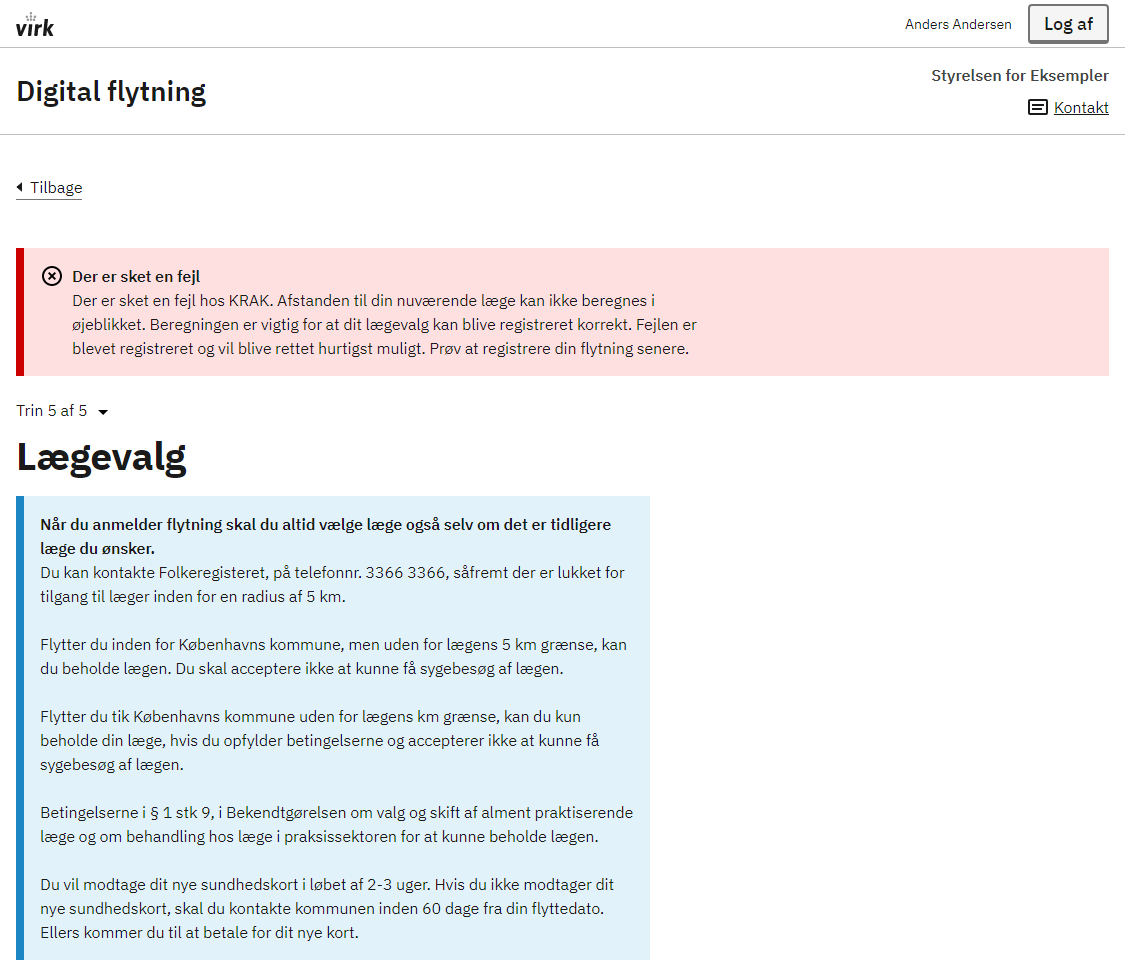 virk
Anders Andersen
Log af
Digital flytning
Styrelsen for Eksempler
Kontakt
Tilbage
Der er sket en fejl
Der er sket en fejl hos KRAK. Afstanden til din nuværende læge kan ikke beregnes i
øjeblikket. Beregningen er vigtig for at dit lægevalg kan blive registreret korrekt. Fejlen er
blevet registreret og vil blive rettet hurtigst muligt. Prøv at registrere din flytning senere.
Trin 5 af 5
Lægevalg
Når du anmelder flytning skal du altid vælge læge også selv om det er tidligere
læge du ønsker.
Du kan kontakte Folkeregisteret, på telefonnr. 3366 3366, såfremt der er lukket for
tilgang til læger inden for en radius af 5 km.
Flytter du inden for Københavns kommune, men uden for lægens 5 km grænse, kan
du beholde lægen. Du skal acceptere ikke at kunne få sygebesøg af lægen.
Flytter du tik Københavns kommune uden for lægens km grænse, kan du kun
beholde din læge, hvis du opfylder betingelserne og accepterer ikke at kunne få
sygebesøg af lægen.
Betingelserne i § 1 stk 9, i Bekendtgørelsen om valg og skift af alment praktiserende
læge og om behandling hos læge i praksissektoren for at kunne beholde lægen.
Du vil modtage dit nye sundhedskort i løbet af 2-3 uger. Hvis du ikke modtager dit
nye sundhedskort, skal du kontakte kommunen inden 60 dage fra din flyttedato.
Ellers kommer du til at betale for dit nye kort.